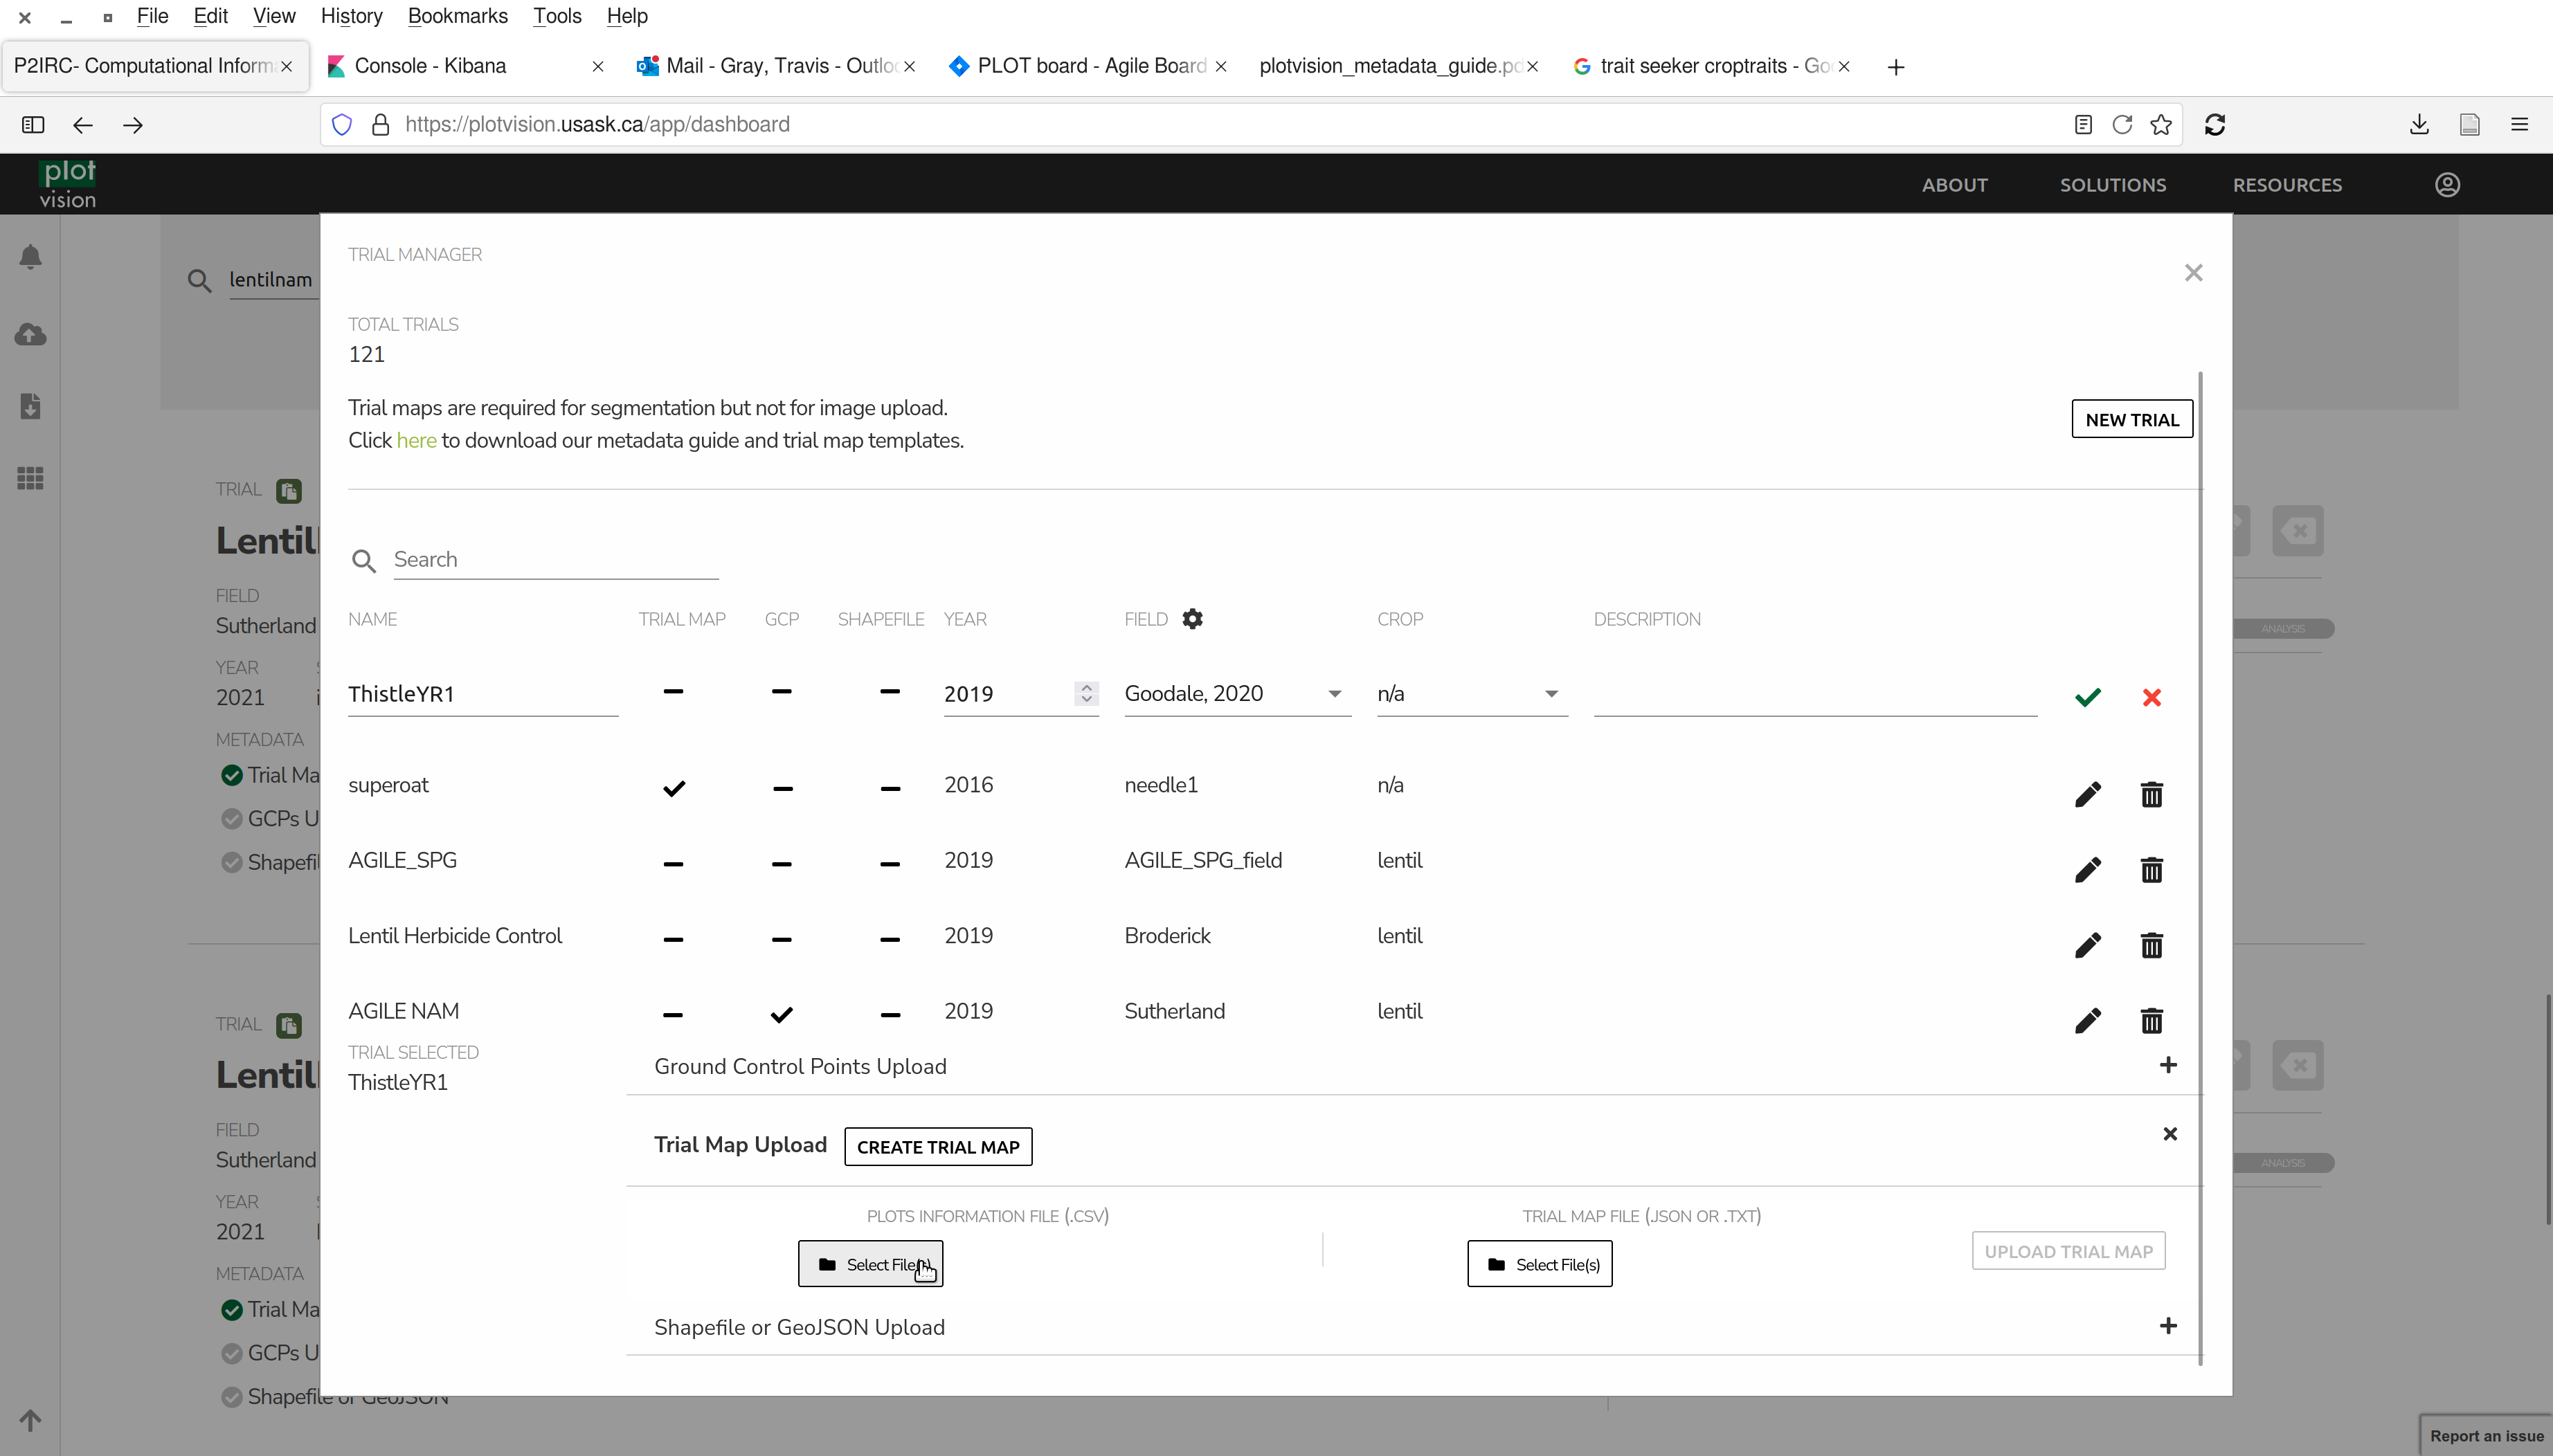 File Edit View History Bookmarks Tools Help
P2IRC- Computational Inform
Console - Kibana
Mail - Gray, Travis - Outlo
PLOT board - Agile Board
plotvision_metadata_guide.pd
trait seeker croptraits - Go
https://plotvision.usask.ca/app/dashboard
plot
vision
ABOUT SOLUTIONS RESOURCES
lentilnam
TRIAL MANAGER
TOTAL TRIALS
121
Trial maps are required for segmentation but not for image upload.
Click here to download our metadata guide and trial map templates.
NEW TRIAL
Search
NAME TRIAL MAP GCP SHAPEFILE YEAR FIELD CROP DESCRIPTION
ThistleYR1 2019 Goodale, 2020 n/a
superoat 2016 needle1 n/a
AGILE_SPG 2019 AGILE_SPG_field lentil
Lentil Herbicide Control 2019 Broderick lentil
AGILE NAM 2019 Sutherland lentil
TRIAL SELECTED
ThistleYR1
Ground Control Points Upload
Trial Map Upload CREATE TRIAL MAP
PLOTS INFORMATION FILE (.CSV) TRIAL MAP FILE (.JSON OR .TXT)
Select File(s) Select File(s) UPLOAD TRIAL MAP
Shapefile or GeoJSON Upload
TRIAL
Lentil
FIELD
Sutherland
ANALYSIS
YEAR
2021
METADATA
Trial Ma
GCPs U
Shapefil
TRIAL
Lentil
FIELD
Sutherland
ANALYSIS
YEAR
2021
METADATA
Trial Ma
GCPs U
Shapefile or GeoJSON
Report an issue